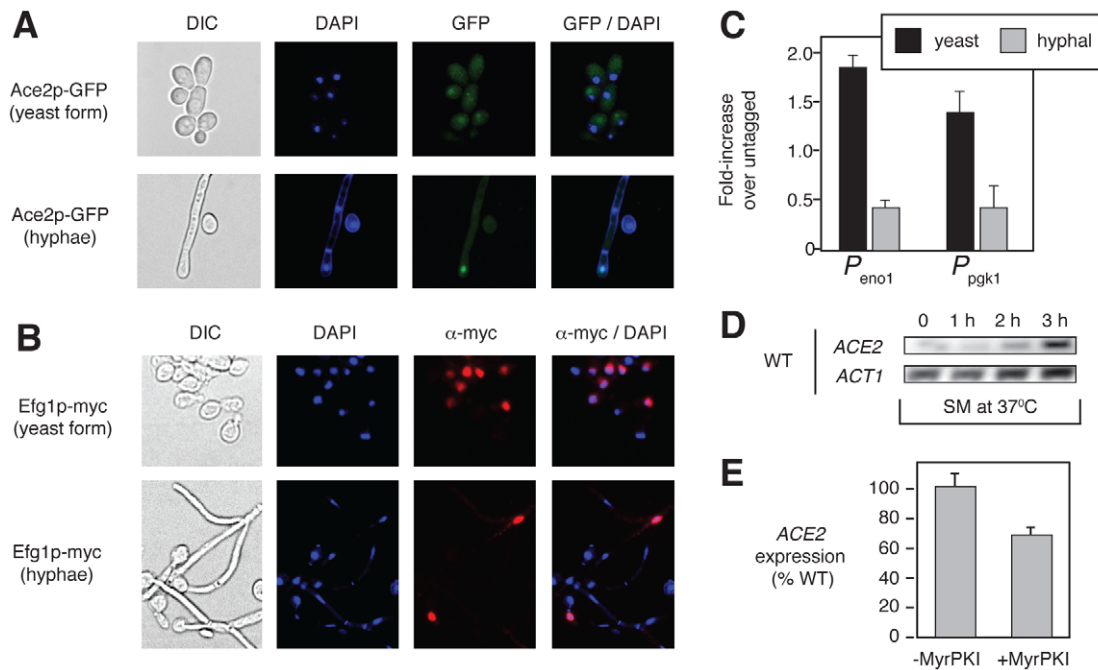 A
DIC DAPI GFP GFP / DAPI
Ace2p-GFP
(yeast form)
Ace2p-GFP
(hyphae)
B
DIC DAPI α-myc α-myc / DAPI
Efg1p-myc
(yeast form)
Efg1p-myc
(hyphae)
C
yeast hyphal
Fold-increase
over untagged
2.0
1.5
1.0
0.5
0
Peno1 Ppgk1
D
0 1 h 2 h 3 h
WT
ACE2
ACT1
SM at 37ºC
E
ACE2
expression
(% WT)
100
80
60
40
20
0
-MyrPKI +MyrPKI